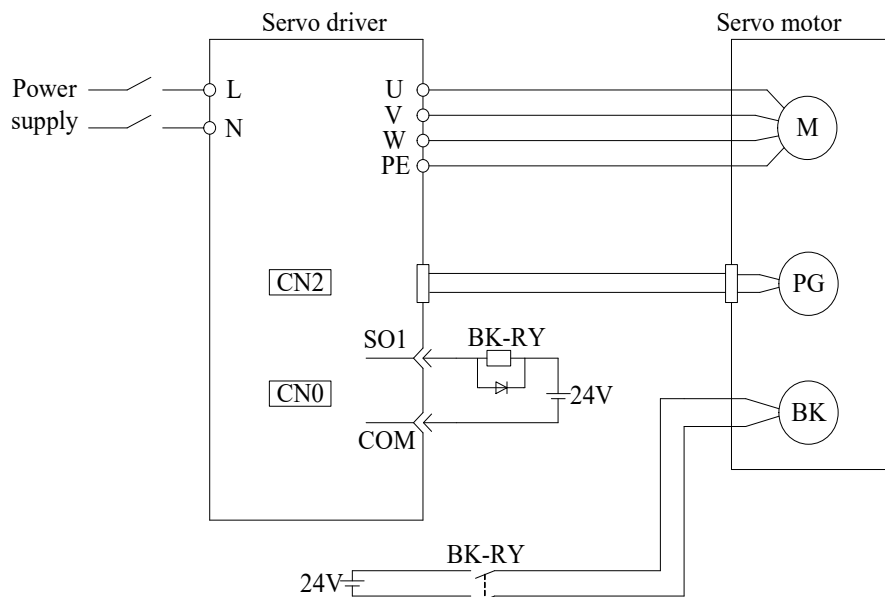 Servo driver
Servo motor
Power
supply
L
N
U
V
W
PE
M
CN2
PG
SO1
BK-RY
CN0
24V
COM
BK
BK-RY
24V